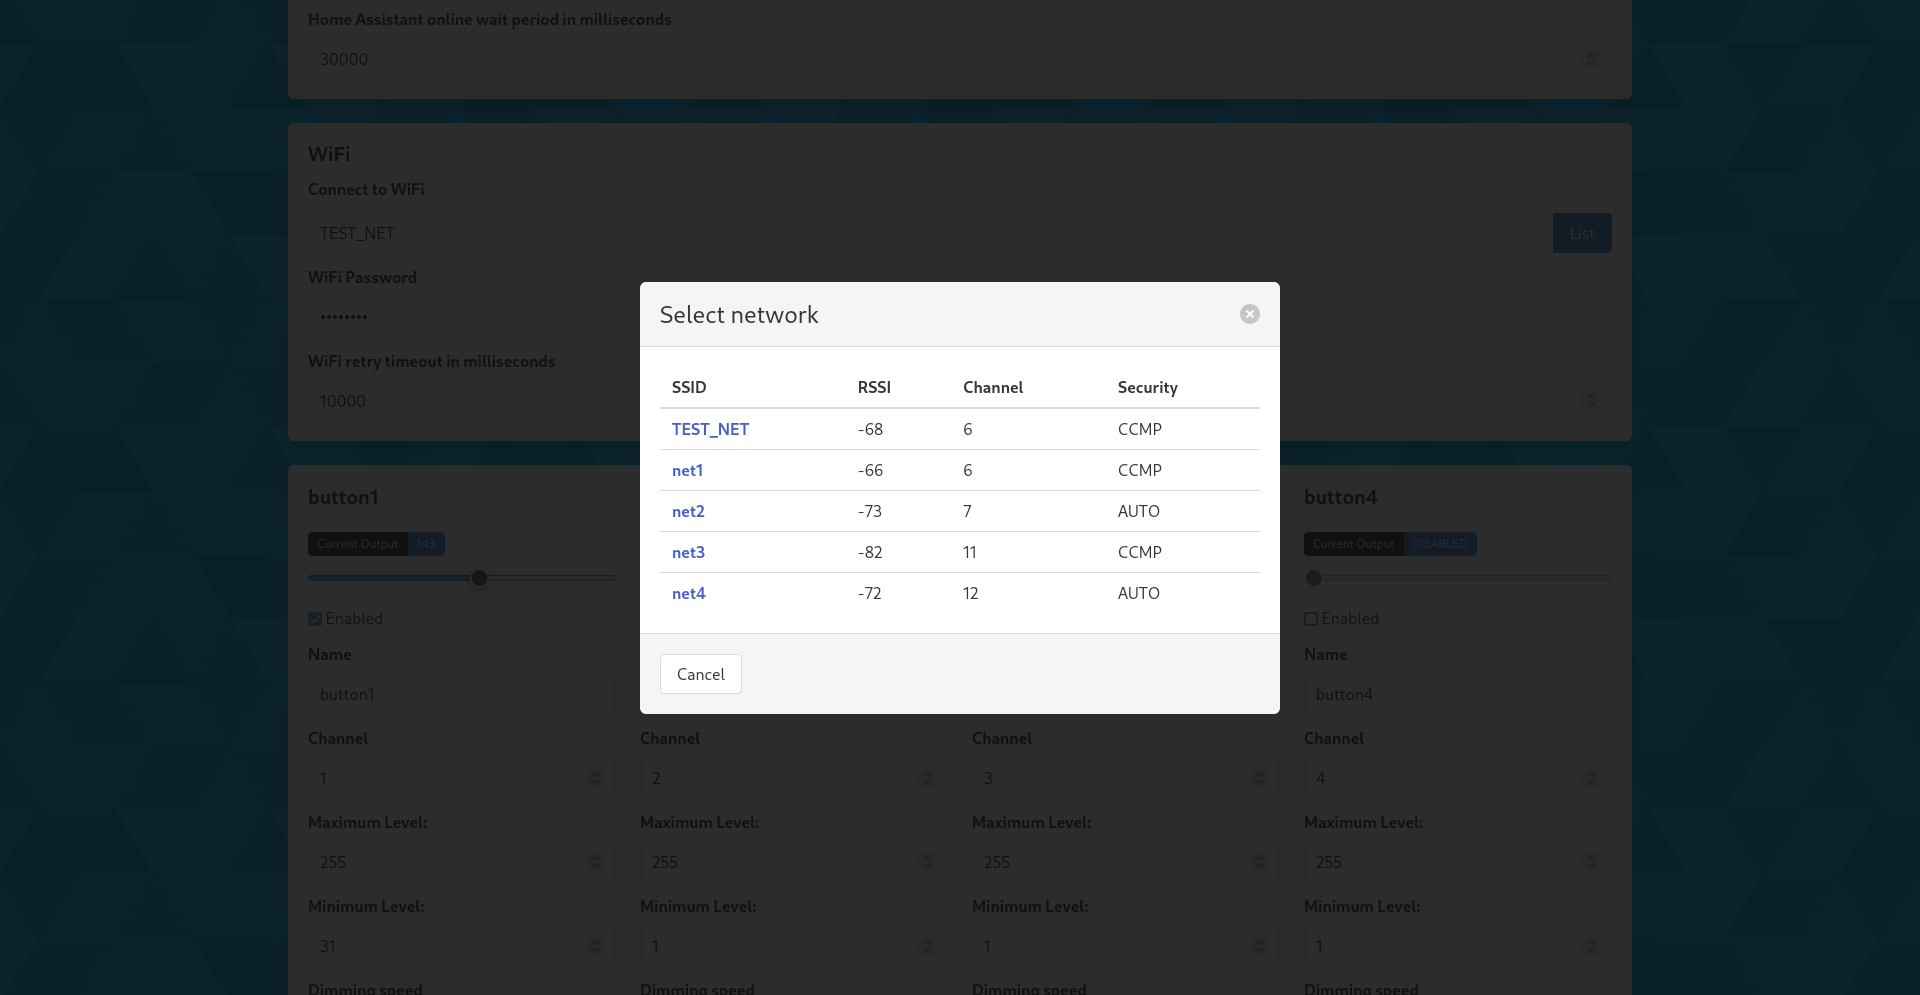 Home Assistant online wait period in milliseconds
30000
WiFi
Connect to WiFi
TEST_NET List
WiFi Password
••••••••
WiFi retry timeout in milliseconds
10000
Select network
SSID RSSI Channel Security
TEST_NET -68 6 CCMP
net1 -66 6 CCMP
net2 -73 7 AUTO
net3 -82 11 CCMP
net4 -72 12 AUTO
Cancel
button1 button4
Current Output 143 Current Output DISABLED
Enabled Enabled
Name Name
button1 button4
Channel Channel Channel Channel
1 2 3 4
Maximum Level: Maximum Level: Maximum Level: Maximum Level:
255 255 255 255
Minimum Level: Minimum Level: Minimum Level: Minimum Level:
31 1 1 1
Dimming speed Dimming speed Dimming speed Dimming speed